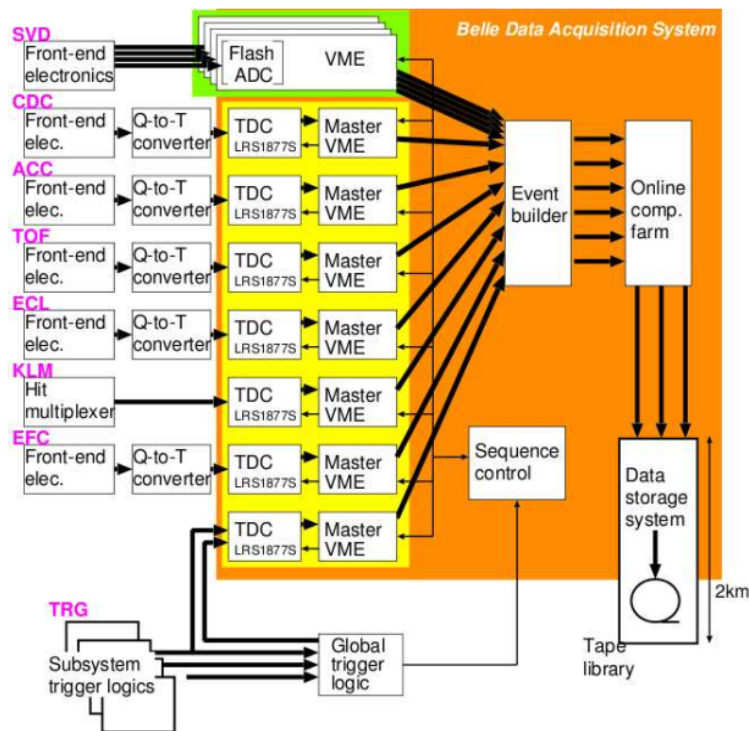 Belle Data Acquisition System
SVD
Front-end
electronics
Flash
ADC
VME
CDC
Front-end
elec.
Q-to-T
converter
TDC
LRS1877S
Master
VME
ACC
Front-end
elec.
Q-to-T
converter
TDC
LRS1877S
Master
VME
TOF
Front-end
elec.
Q-to-T
converter
TDC
LRS1877S
Master
VME
ECL
Front-end
elec.
Q-to-T
converter
TDC
LRS1877S
Master
VME
KLM
Hit
multiplexer
TDC
LRS1877S
Master
VME
EFC
Front-end
elec.
Q-to-T
converter
TDC
LRS1877S
Master
VME
TDC
LRS1877S
Master
VME
Event
builder
Online
comp.
farm
Sequence
control
Data
storage
system
2km
Tape
library
TRG
Subsystem
trigger logics
Global
trigger
logic